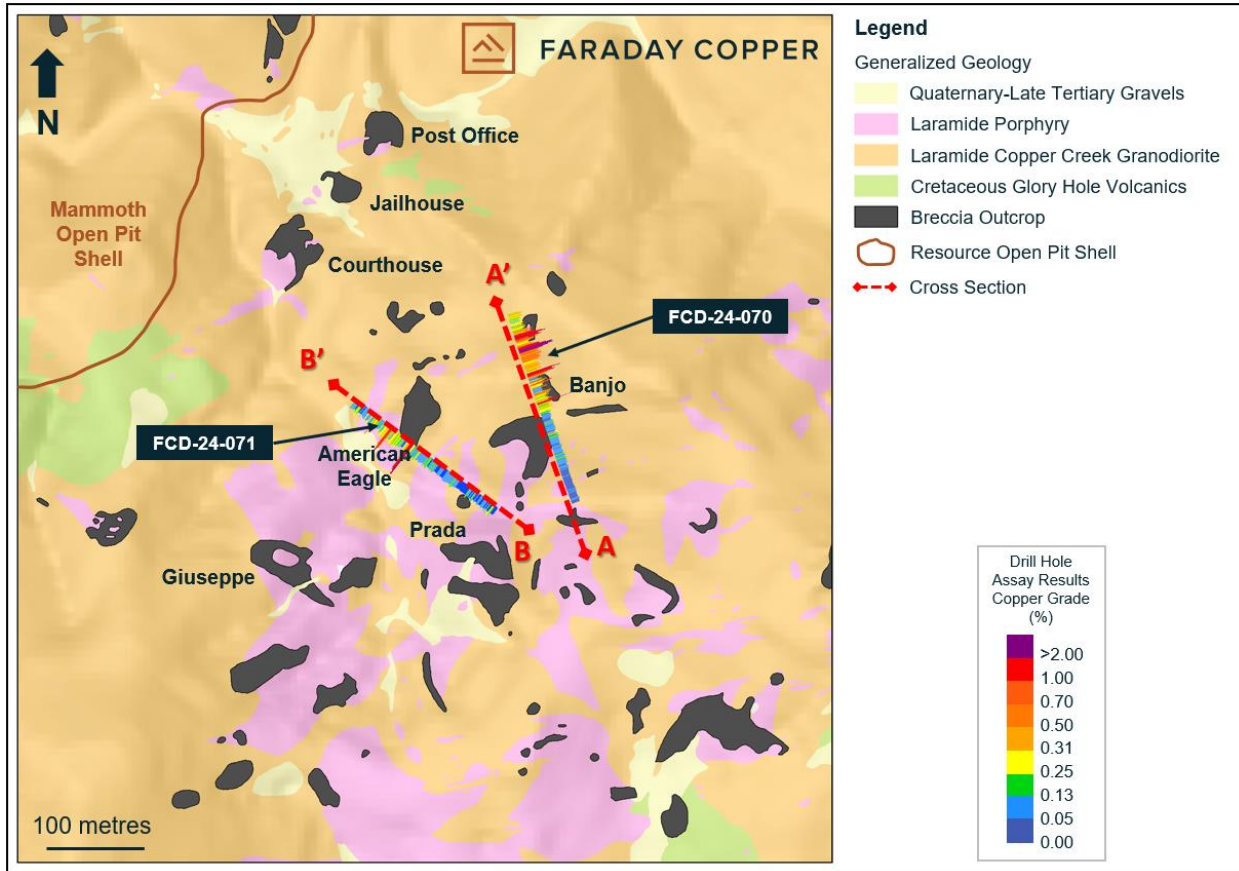 FARADAY COPPER
N
Post Office
Jailhouse
Mammoth
Open Pit
Shell
Courthouse
A'
FCD-24-070
B'
Banjo
FCD-24-071
American
Eagle
Prada
B
A
Giuseppe
100 metres
Legend
Generalized Geology
Quaternary-Late Tertiary Gravels
Laramide Porphyry
Laramide Copper Creek Granodiorite
Cretaceous Glory Hole Volcanics
Breccia Outcrop
Resource Open Pit Shell
Cross Section
Drill Hole
Assay Results
Copper Grade
(%)
>2.00
1.00
0.70
0.50
0.31
0.25
0.13
0.05
0.00